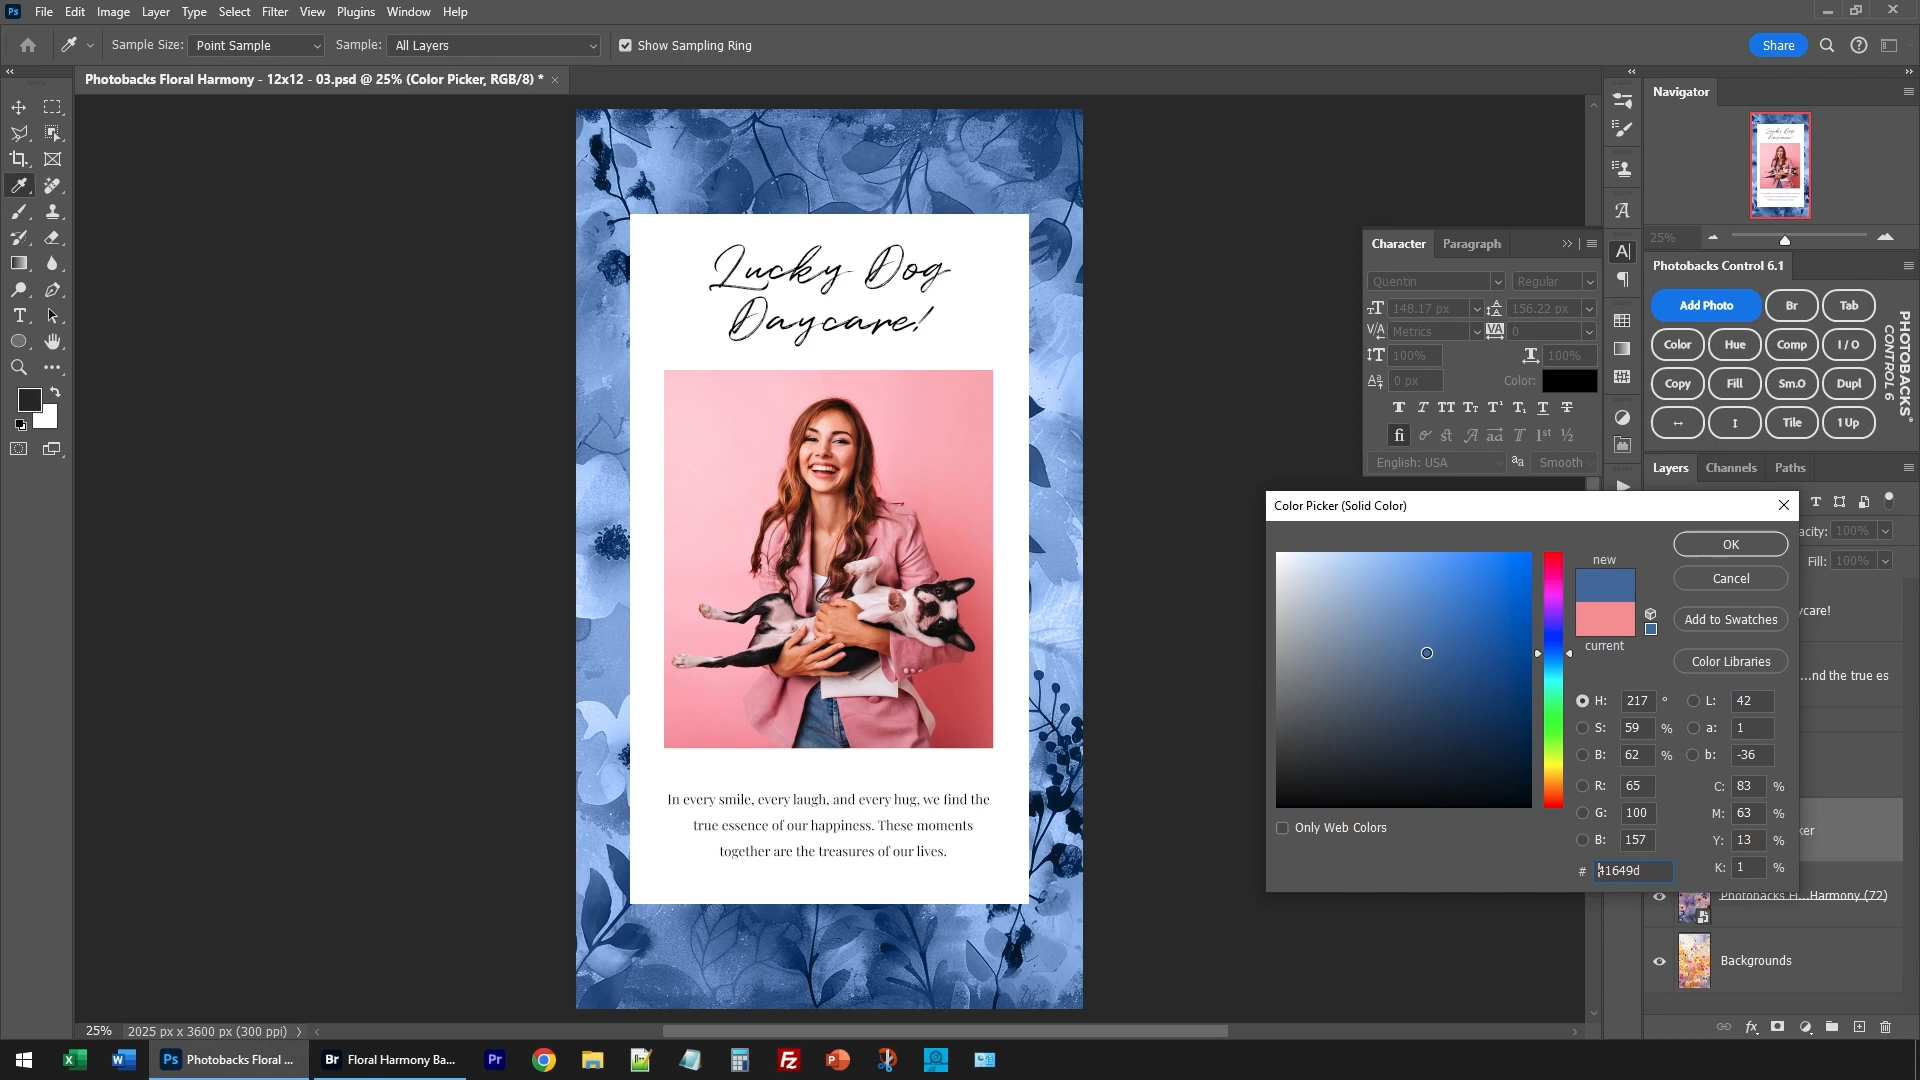 Ps File Edit Image Layer Type Select Filter View Plugins Window Help
Sample Size: Point Sample Sample: All Layers Show Sampling Ring Share
Photobacks Floral Harmony - 12x12 - 03.psd @ 25% (Color Picker, RGB/8) *
Navigator
25%
Lucky Dog
Daycare!
In every smile, every laugh, and every hug, we find the
true essence of our happiness. These moments
together are the treasures of our lives.
Character Paragraph
Quentin Regular
148.17 px 156.22 px
Metrics 0
100% 100%
0 px Color:
English: USA Smooth
Photobacks Control 6.1
Add Photo Br Tab
Color Hue Comp I / O
Copy Fill Sm.O Dupl
Tile 1 Up
PHOTOBACKS
CONTROL 6
Layers Channels Paths
acity: 100%
Fill: 100%
ycare!
...nd the true es
ker
Photobacks H...Harmony (72)
Backgrounds
Color Picker (Solid Color)
new
current
OK
Cancel
Add to Swatches
Color Libraries
H: 217 ° L: 42
S: 59 % a: 1
B: 62 % b: -36
R: 65 C: 83 %
G: 100 M: 63 %
B: 157 Y: 13 %
# 41649d K: 1 %
Only Web Colors
25% 2025 px x 3600 px (300 ppi)
Ps Photobacks Floral ... Br Floral Harmony Ba... Pr